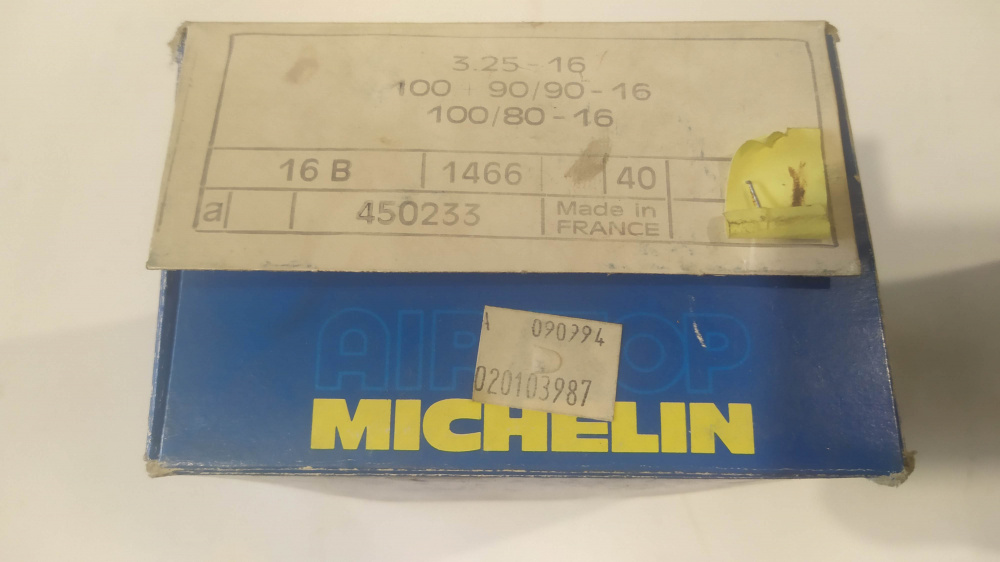 3.25 - 16
100 + 90/90 - 16
100/80 - 16
16 B 1466 40
a 450233 Made in
FRANCE
090794
020103987
MICHELIN